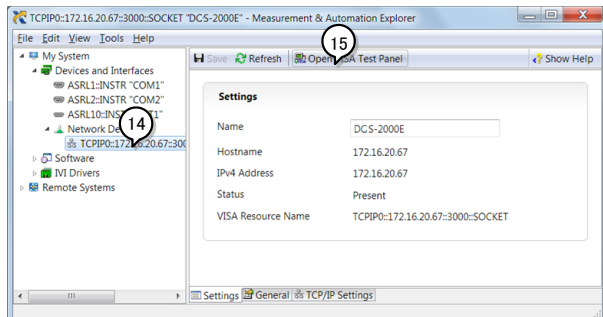 TCPIP0::172.16.20.67::3000::SOCKET "DCS-2000E" - Measurement & Automation Explorer
File Edit View Tools Help
15
My System
Save Refresh Open VISA Test Panel Show Help
Devices and Interfaces
ASRL1::INSTR "COM1"
ASRL2::INSTR "COM2"
ASRL10::INST
14
Network De
TCPIP0::172.16.20.67::300
Software
IVI Drivers
Remote Systems
Settings
Name DCS-2000E
Hostname 172.16.20.67
IPv4 Address 172.16.20.67
Status Present
VISA Resource Name TCPIP0::172.16.20.67::3000::SOCKET
Settings General TCP/IP Settings